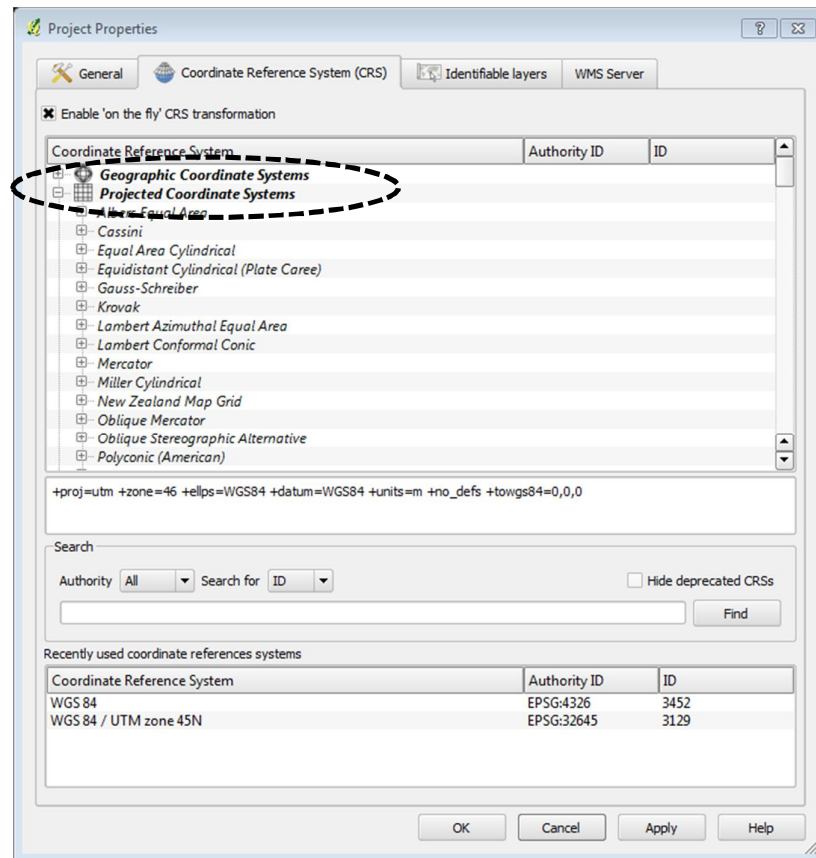 Project Properties
General Coordinate Reference System (CRS) Identifiable layers WMS Server
Enable 'on the fly' CRS transformation
Coordinate Reference System Authority ID ID
Geographic Coordinate Systems
Projected Coordinate Systems
Albers Equal Area
Cassini
Equal Area Cylindrical
Equidistant Cylindrical (Plate Caree)
Gauss-Schreiber
Krovak
Lambert Azimuthal Equal Area
Lambert Conformal Conic
Mercator
Miller Cylindrical
New Zealand Map Grid
Oblique Mercator
Oblique Stereographic Alternative
Polyconic (American)
+proj=utm +zone=46 +ellps=WGS84 +datum=WGS84 +units=m +no_defs +towgs84=0,0,0
Search
Authority All Search for ID Hide deprecated CRSs
Find
Recently used coordinate references systems
Coordinate Reference System Authority ID ID
WGS 84 EPSG:4326 3452
WGS 84 / UTM zone 45N EPSG:32645 3129
OK Cancel Apply Help